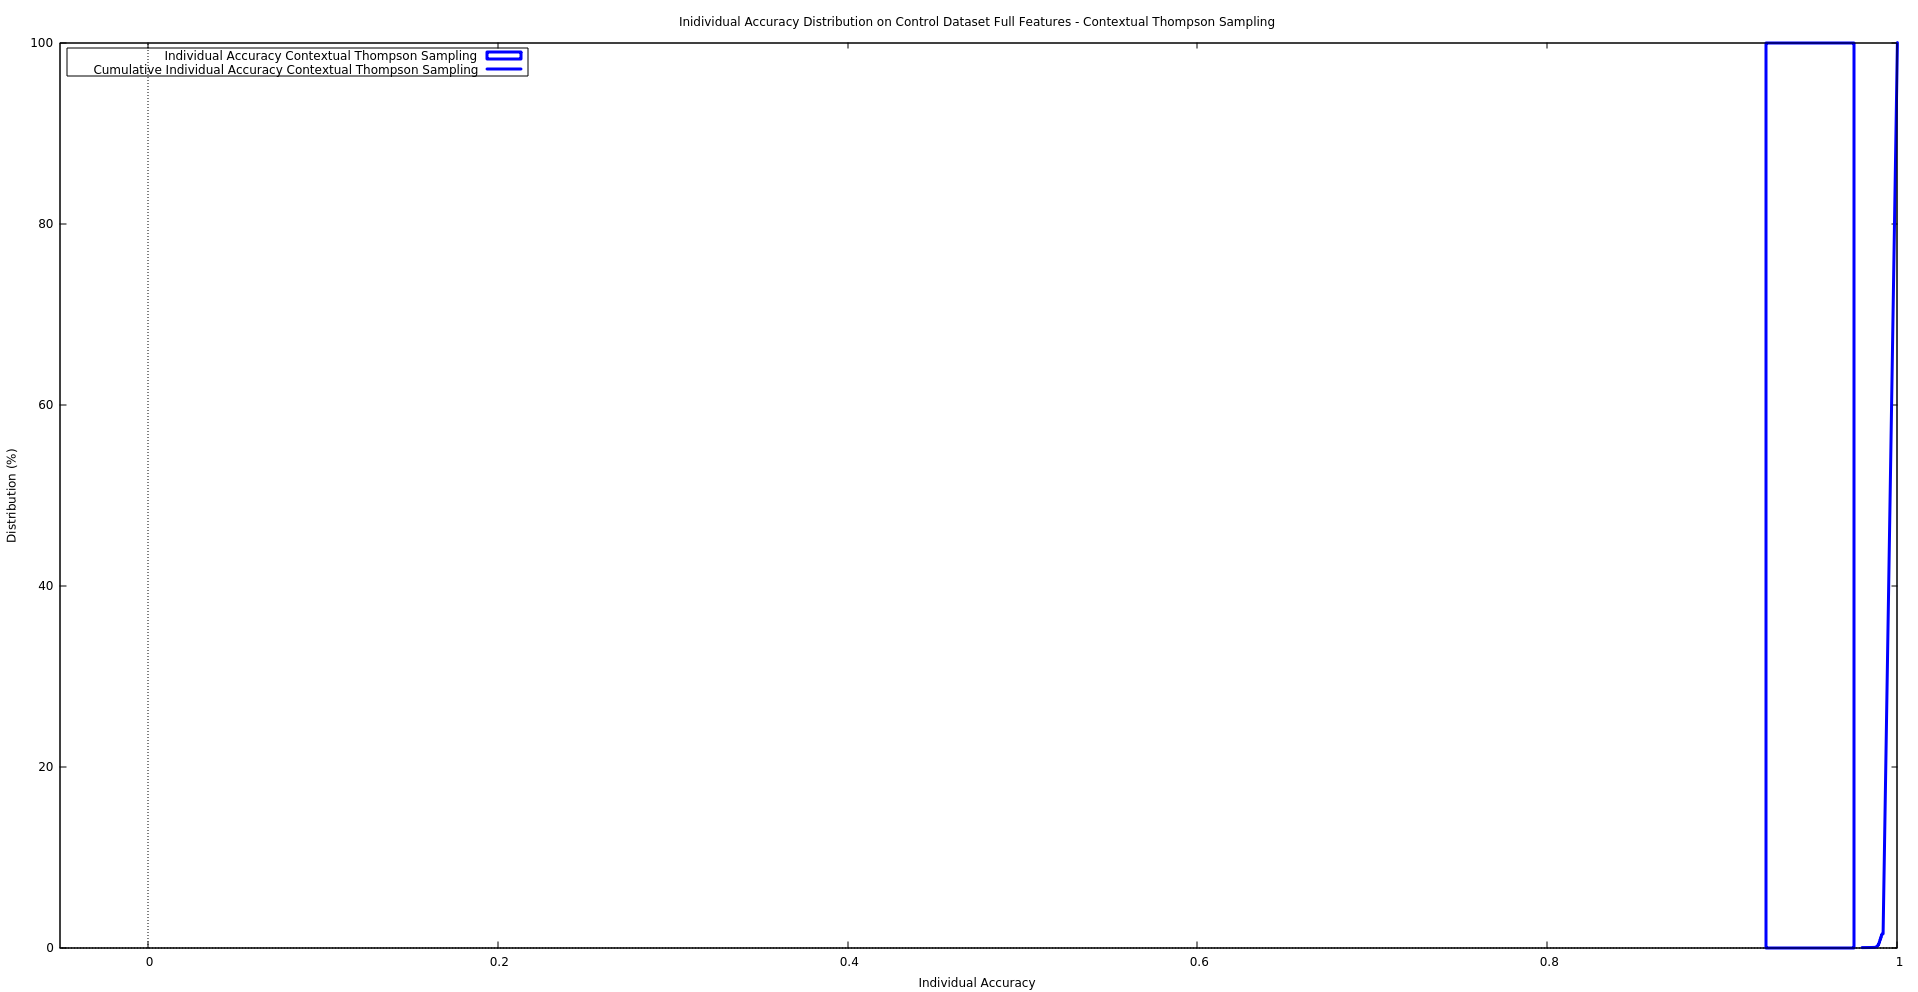 Inidividual Accuracy Distribution on Control Dataset Full Features - Contextual Thompson Sampling
100
Individual Accuracy Contextual Thompson Sampling
Cumulative Individual Accuracy Contextual Thompson Sampling
80
60
Distribution (%)
40
20
0
0 0.2 0.4 0.6 0.8 1
Individual Accuracy